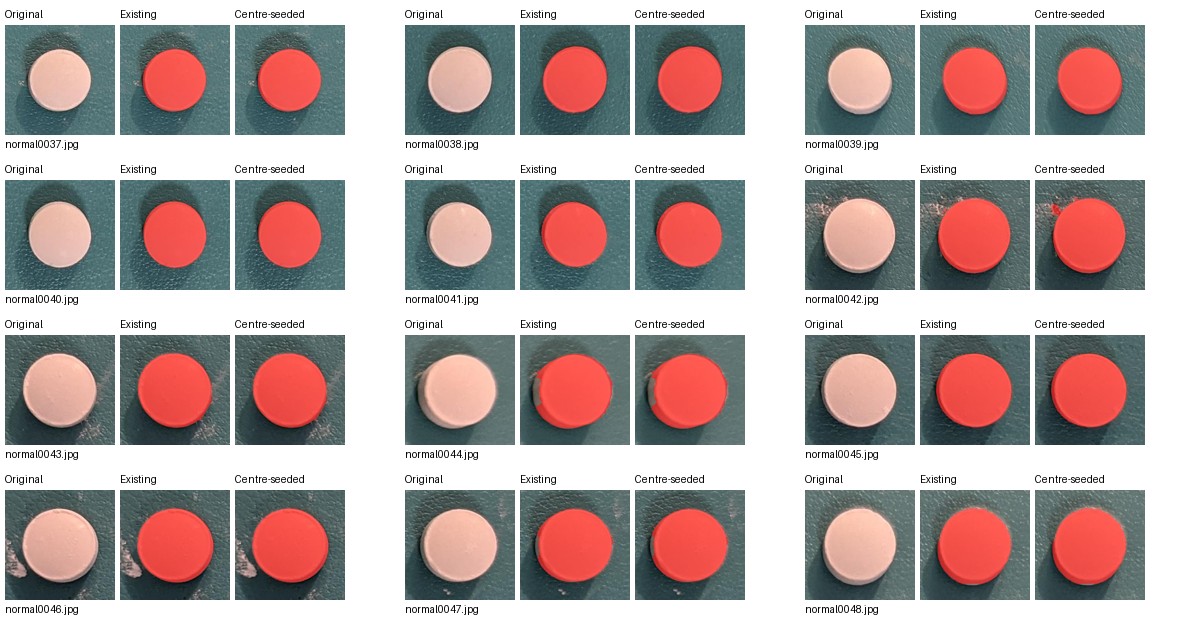 Original Existing Centre-seeded Original Existing Centre-seeded Original Existing Centre-seeded
normal0037.jpg normal0038.jpg normal0039.jpg
Original Existing Centre-seeded Original Existing Centre-seeded Original Existing Centre-seeded
normal0040.jpg normal0041.jpg normal0042.jpg
Original Existing Centre-seeded Original Existing Centre-seeded Original Existing Centre-seeded
normal0043.jpg normal0044.jpg normal0045.jpg
Original Existing Centre-seeded Original Existing Centre-seeded Original Existing Centre-seeded
normal0046.jpg normal0047.jpg normal0048.jpg